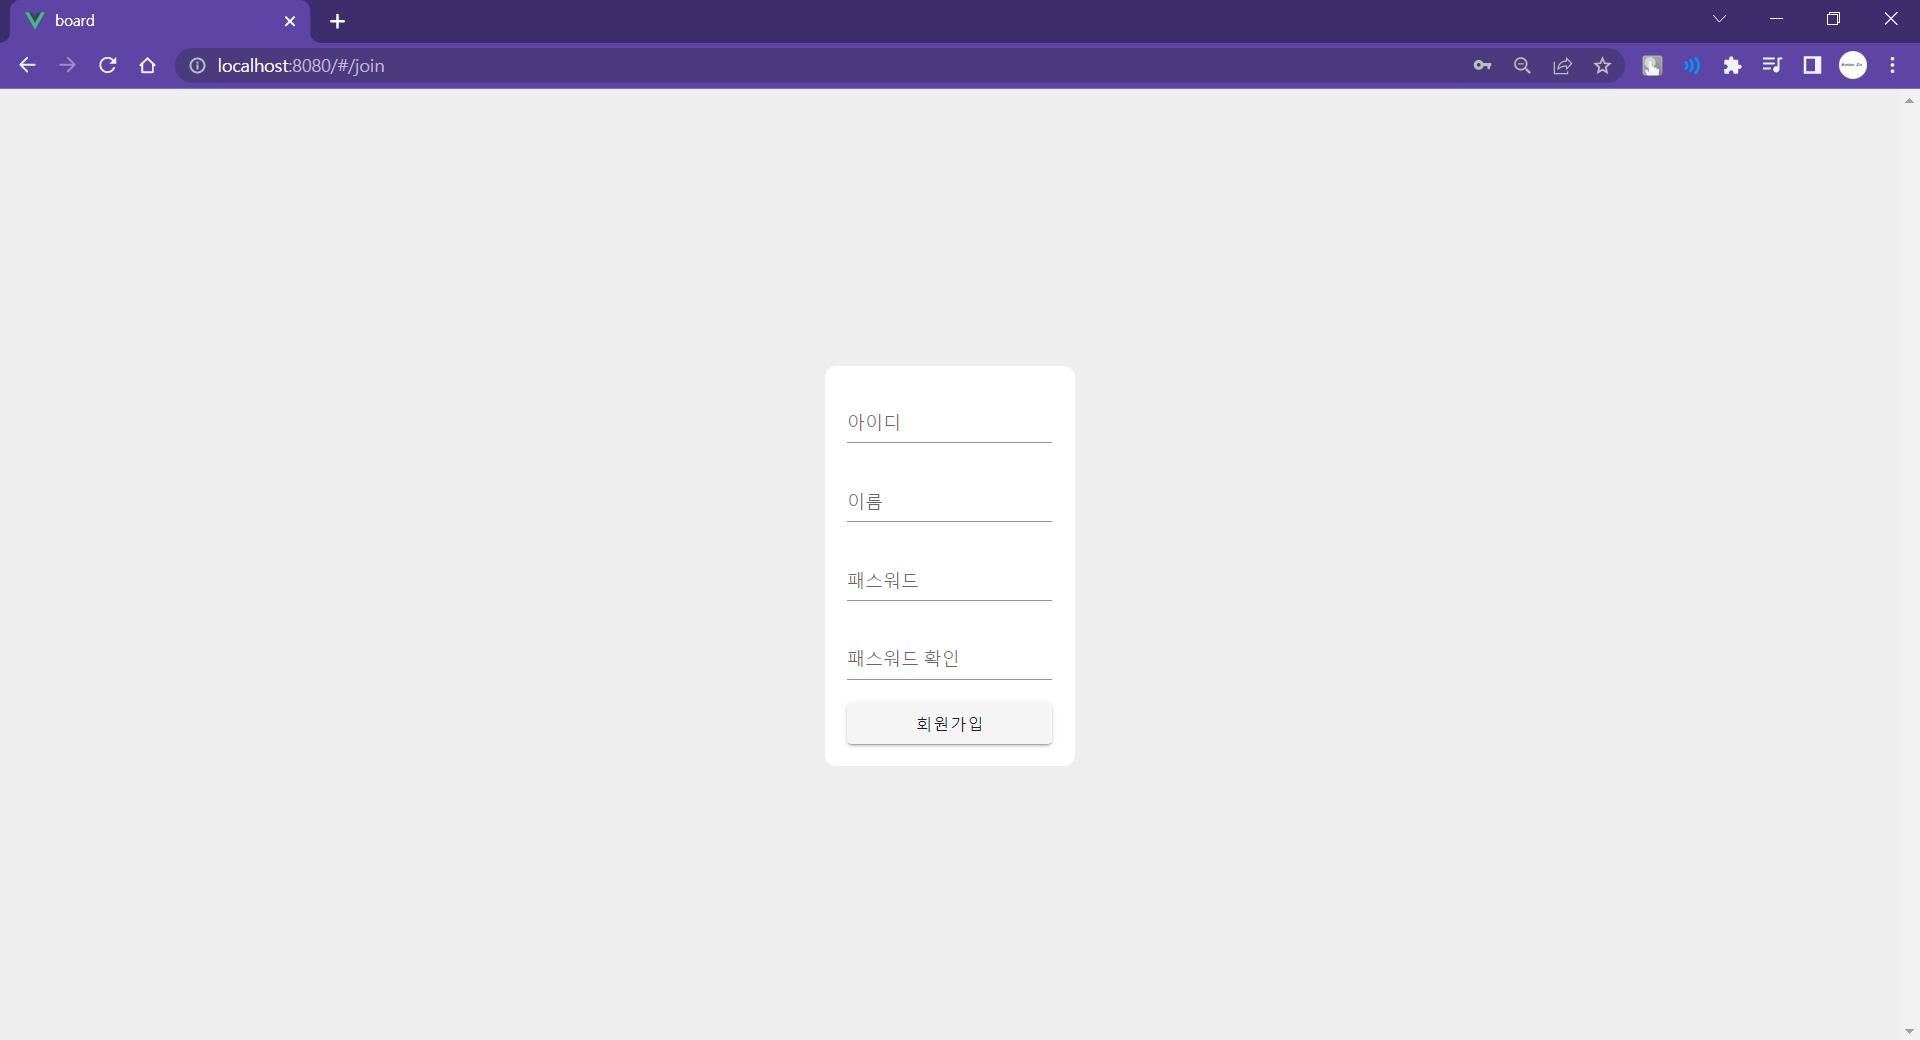 board
localhost:8080/#/join
아이디
이름
패스워드
패스워드 확인
회원가입